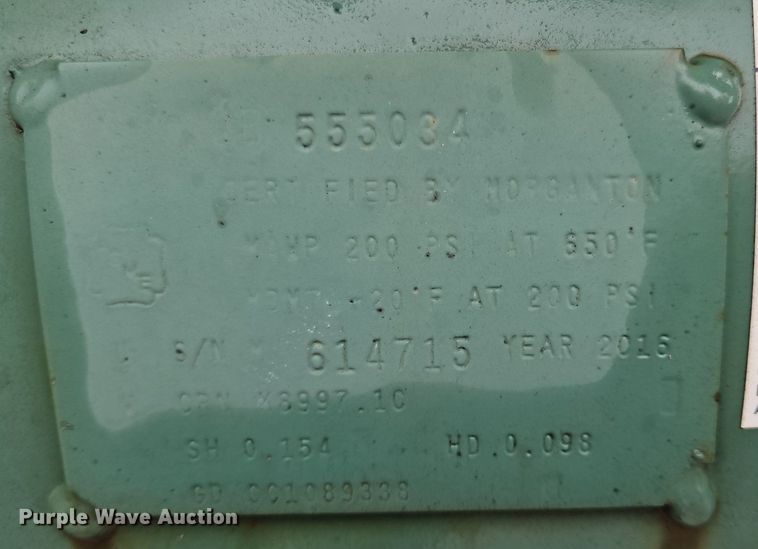 555034
CERTIFIED BY MORGANTON
MAWP 200 PSI AT 650°F
MDMT -20°F AT 200 PSI
S/N M 614715 YEAR 2016
CRN K8997.1C
SH 0.154 HD 0.098
CC1089338
Purple Wave Auction®